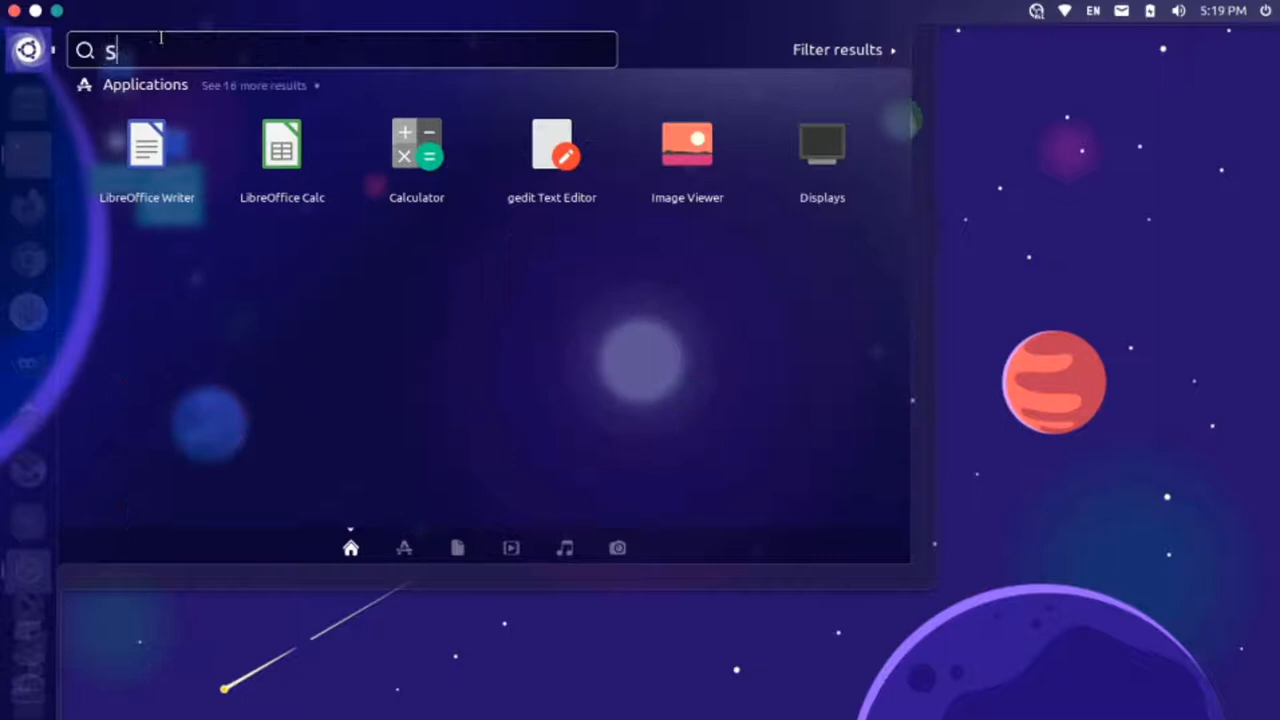 EN
5:19 PM
S
Filter results
Applications See 16 more results
LibreOffice Writer
LibreOffice Calc
Calculator
gedit Text Editor
Image Viewer
Displays